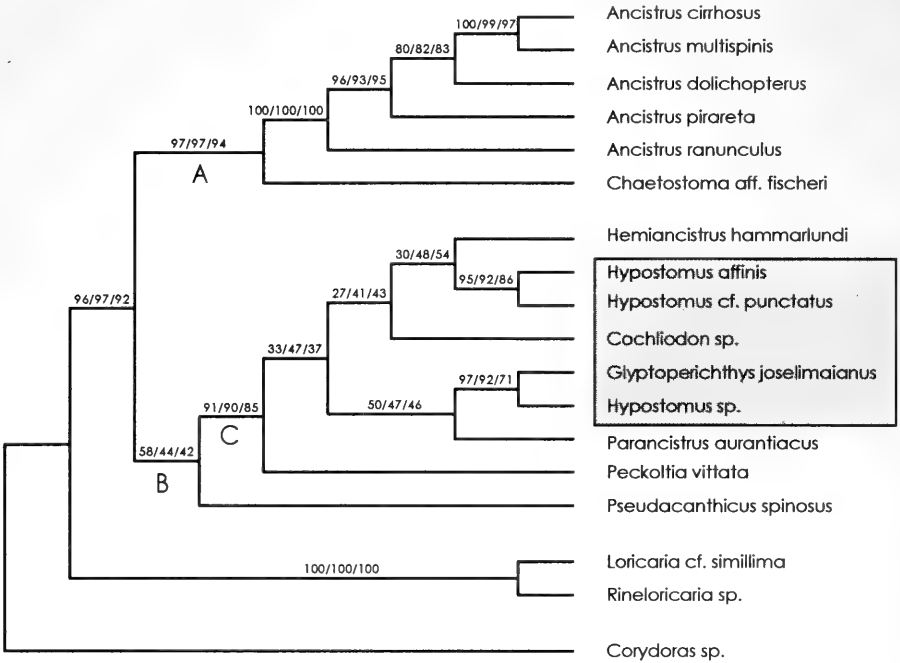 Ancistrus cirrhosus
100/99/97
Ancistrus multispinis
80/82/83
Ancistrus dolichopterus
96/93/95
Ancistrus pirareta
100/100/100
Ancistrus ranunculus
97/97/94
A
Chaetostoma aff. fischeri
Hemiancistrus hammarlundi
30/48/54
Hypostomus affinis
95/92/86
Hypostomus cf. punctatus
27/41/43
96/97/92
Cochliodon sp.
33/47/37
Glyptoperichthys joselimaianus
97/92/71
Hypostomus sp.
50/47/46
91/90/85
C
Parancistrus aurantiacus
58/44/42
B
Peckoltia vittata
Pseudacanthicus spinosus
Loricaria cf. simillima
100/100/100
Rineloricaria sp.
Corydoras sp.